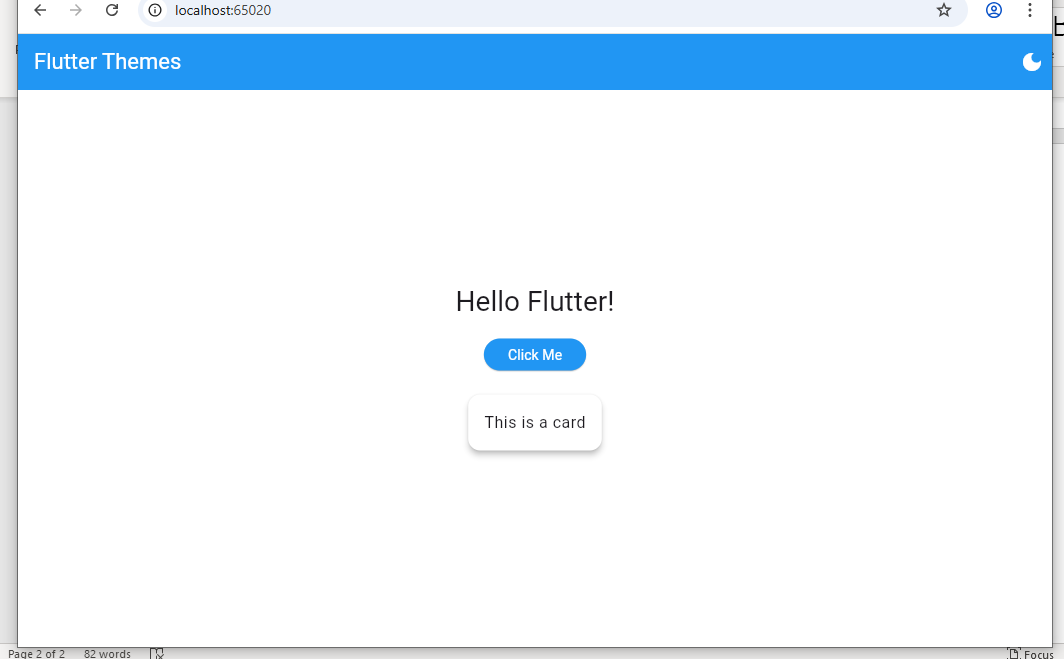 localhost:65020
Flutter Themes
Hello Flutter!
Click Me
This is a card
Page 2 of 2
82 words
Focus